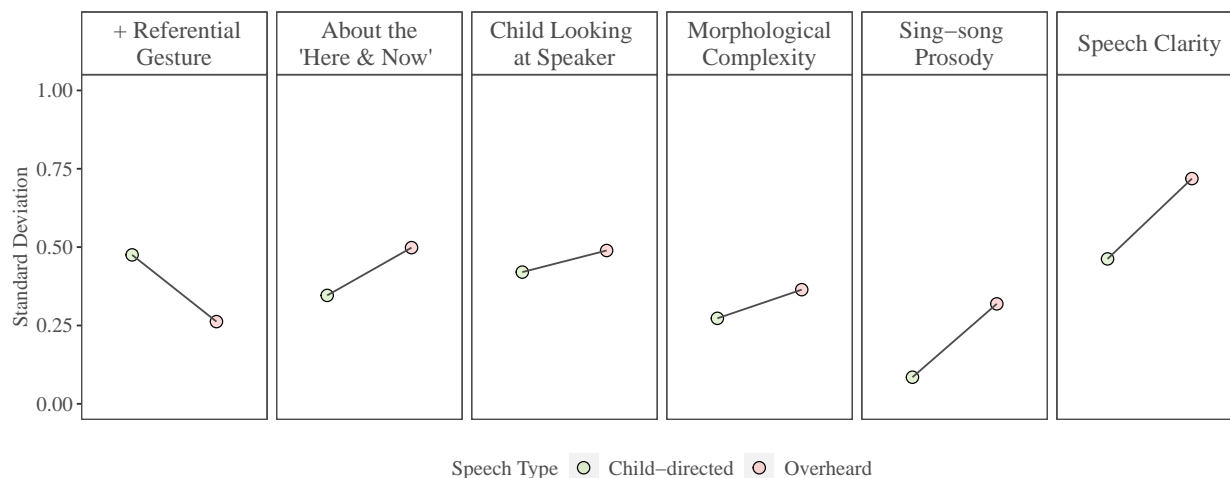 + Referential
Gesture
About the
'Here & Now'
Child Looking
at Speaker
Morphological
Complexity
Sing−song
Prosody
Speech Clarity
1.00
0.75
0.50
0.25
0.00
Standard Deviation
Speech Type Child−directed Overheard